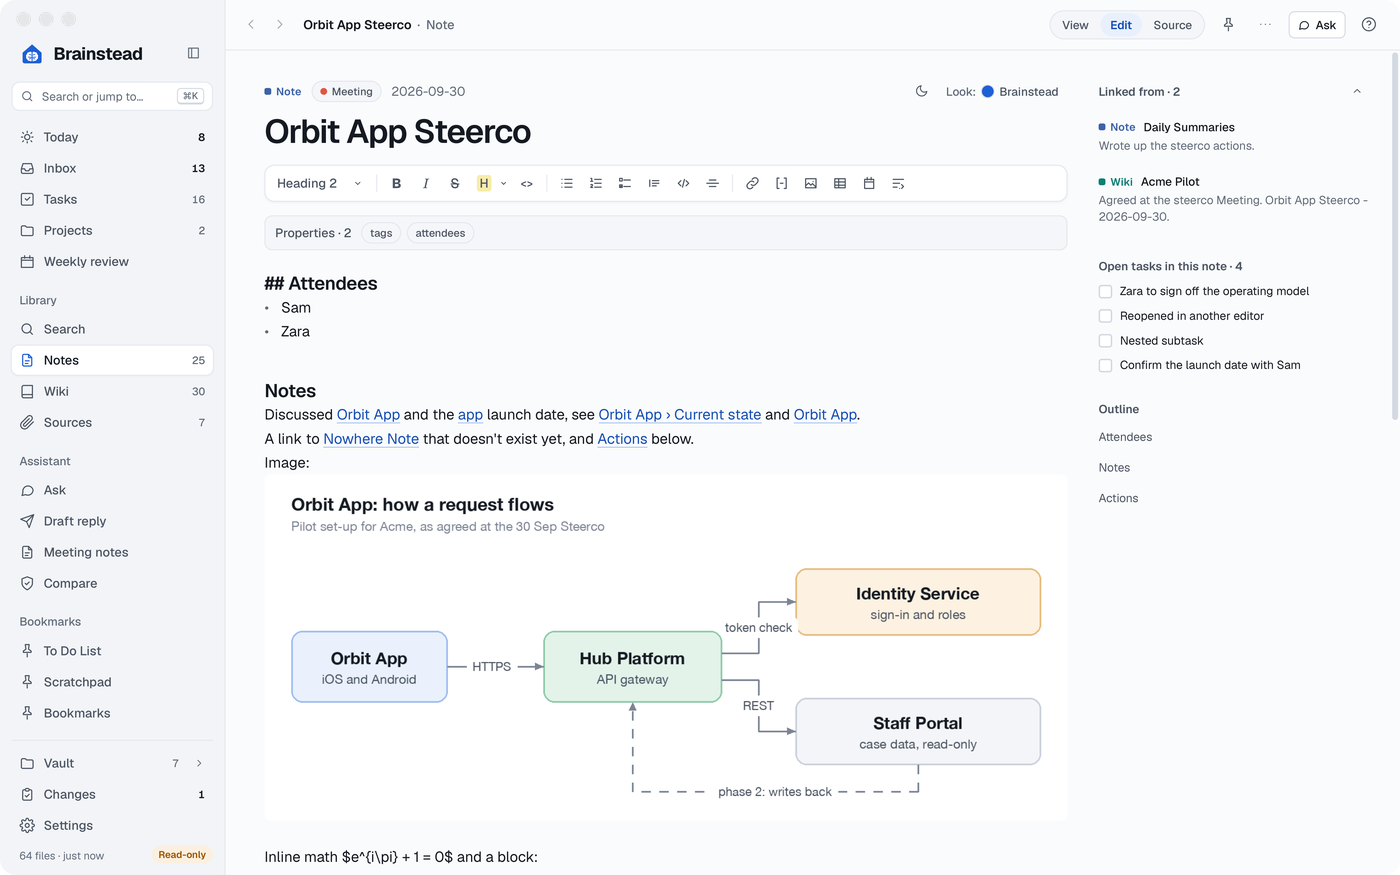 Brainstead
Search or jump to... ⌘K
Today 8
Inbox 13
Tasks 16
Projects 2
Weekly review
Library
Search
Notes 25
Wiki 30
Sources 7
Assistant
Ask
Draft reply
Meeting notes
Compare
Bookmarks
To Do List
Scratchpad
Bookmarks
Vault 7
Changes 1
Settings
64 files · just now Read-only
Orbit App Steerco · Note
View Edit Source ··· Ask
Note Meeting 2026-09-30
Look: Brainstead
Orbit App Steerco
Heading 2 B I S H <>
Properties · 2 tags attendees
## Attendees
• Sam
• Zara
Notes
Discussed Orbit App and the app launch date, see Orbit App › Current state and Orbit App.
A link to Nowhere Note that doesn't exist yet, and Actions below.
Image:
Orbit App: how a request flows
Pilot set-up for Acme, as agreed at the 30 Sep Steerco
Orbit App
iOS and Android
HTTPS
Hub Platform
API gateway
token check
Identity Service
sign-in and roles
REST
Staff Portal
case data, read-only
phase 2: writes back
Inline math $e^{i\pi} + 1 = 0$ and a block:
Linked from · 2
Note Daily Summaries
Wrote up the steerco actions.
Wiki Acme Pilot
Agreed at the steerco Meeting. Orbit App Steerco -
2026-09-30.
Open tasks in this note · 4
Zara to sign off the operating model
Reopened in another editor
Nested subtask
Confirm the launch date with Sam
Outline
Attendees
Notes
Actions